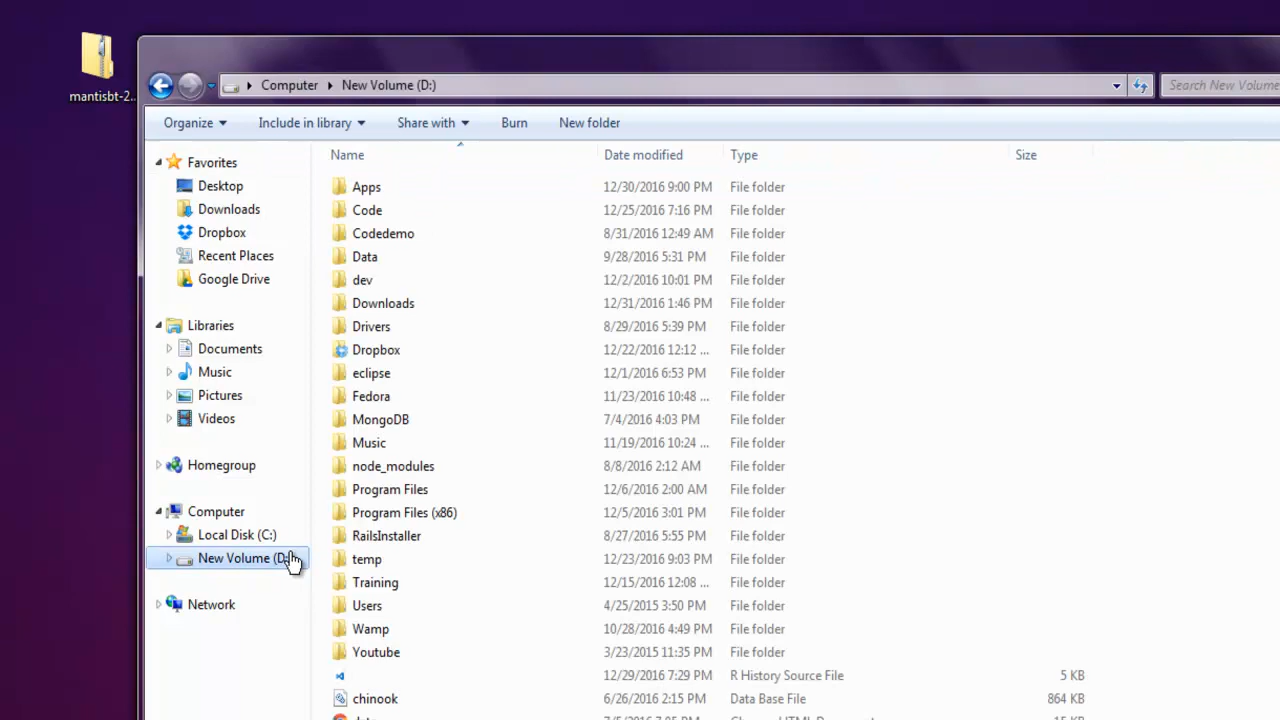 mantisbt-2...
Computer New Volume (D:)
Search New Volume
Organize Include in library Share with Burn New folder
Name Date modified Type Size
Favorites
Desktop
Downloads
Dropbox
Recent Places
Google Drive
Libraries
Documents
Music
Pictures
Videos
Homegroup
Computer
Local Disk (C:)
New Volume (D:)
Network
Apps 12/30/2016 9:00 PM File folder
Code 12/25/2016 7:16 PM File folder
Codedemo 8/31/2016 12:49 AM File folder
Data 9/28/2016 5:31 PM File folder
dev 12/2/2016 10:01 PM File folder
Downloads 12/31/2016 1:46 PM File folder
Drivers 8/29/2016 5:39 PM File folder
Dropbox 12/22/2016 12:12 ... File folder
eclipse 12/1/2016 6:53 PM File folder
Fedora 11/23/2016 10:48 ... File folder
MongoDB 7/4/2016 4:03 PM File folder
Music 11/19/2016 10:24 ... File folder
node_modules 8/8/2016 2:12 AM File folder
Program Files 12/6/2016 2:00 AM File folder
Program Files (x86) 12/5/2016 3:01 PM File folder
RailsInstaller 8/27/2016 5:55 PM File folder
temp 12/23/2016 9:03 PM File folder
Training 12/15/2016 12:08 ... File folder
Users 4/25/2015 3:50 PM File folder
Wamp 10/28/2016 4:49 PM File folder
Youtube 3/23/2015 11:35 PM File folder
12/29/2016 7:29 PM R History Source File 5 KB
chinook 6/26/2016 2:15 PM Data Base File 864 KB